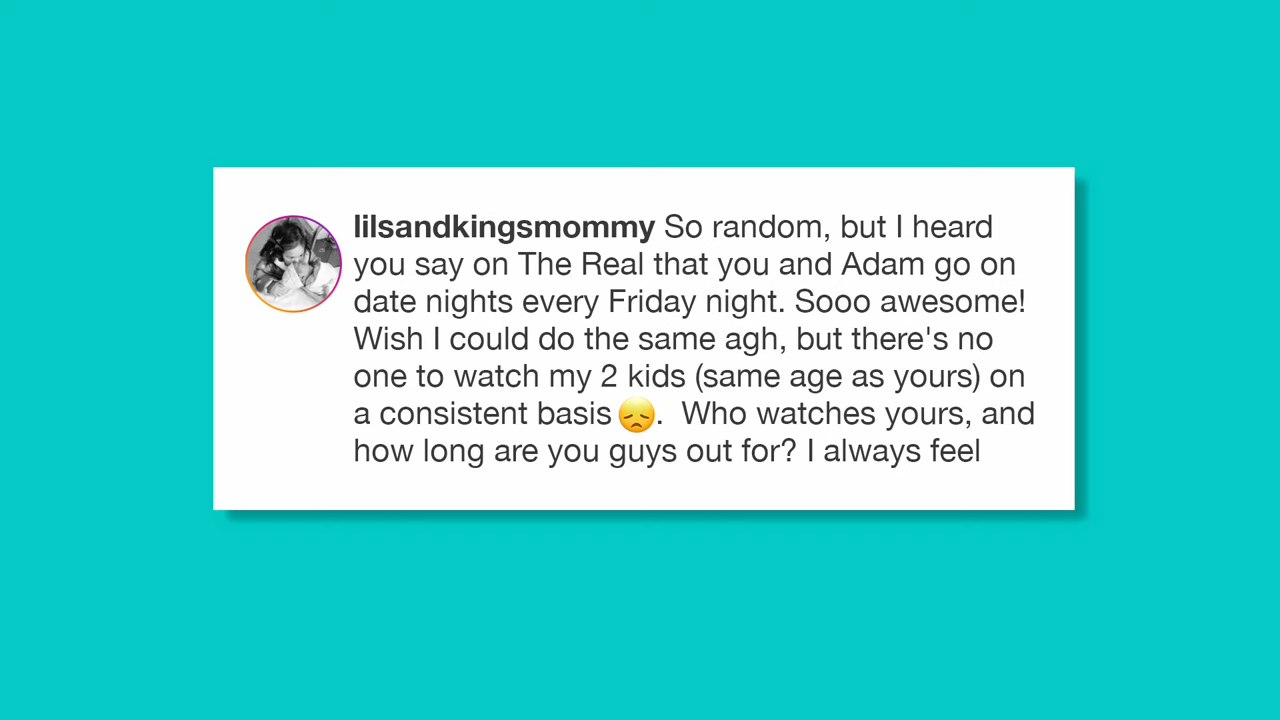 lilsandkingsmommy So random, but I heard
you say on The Real that you and Adam go on
date nights every Friday night. Sooo awesome!
Wish I could do the same agh, but there's no
one to watch my 2 kids (same age as yours) on
a consistent basis 😞.  Who watches yours, and
how long are you guys out for? I always feel